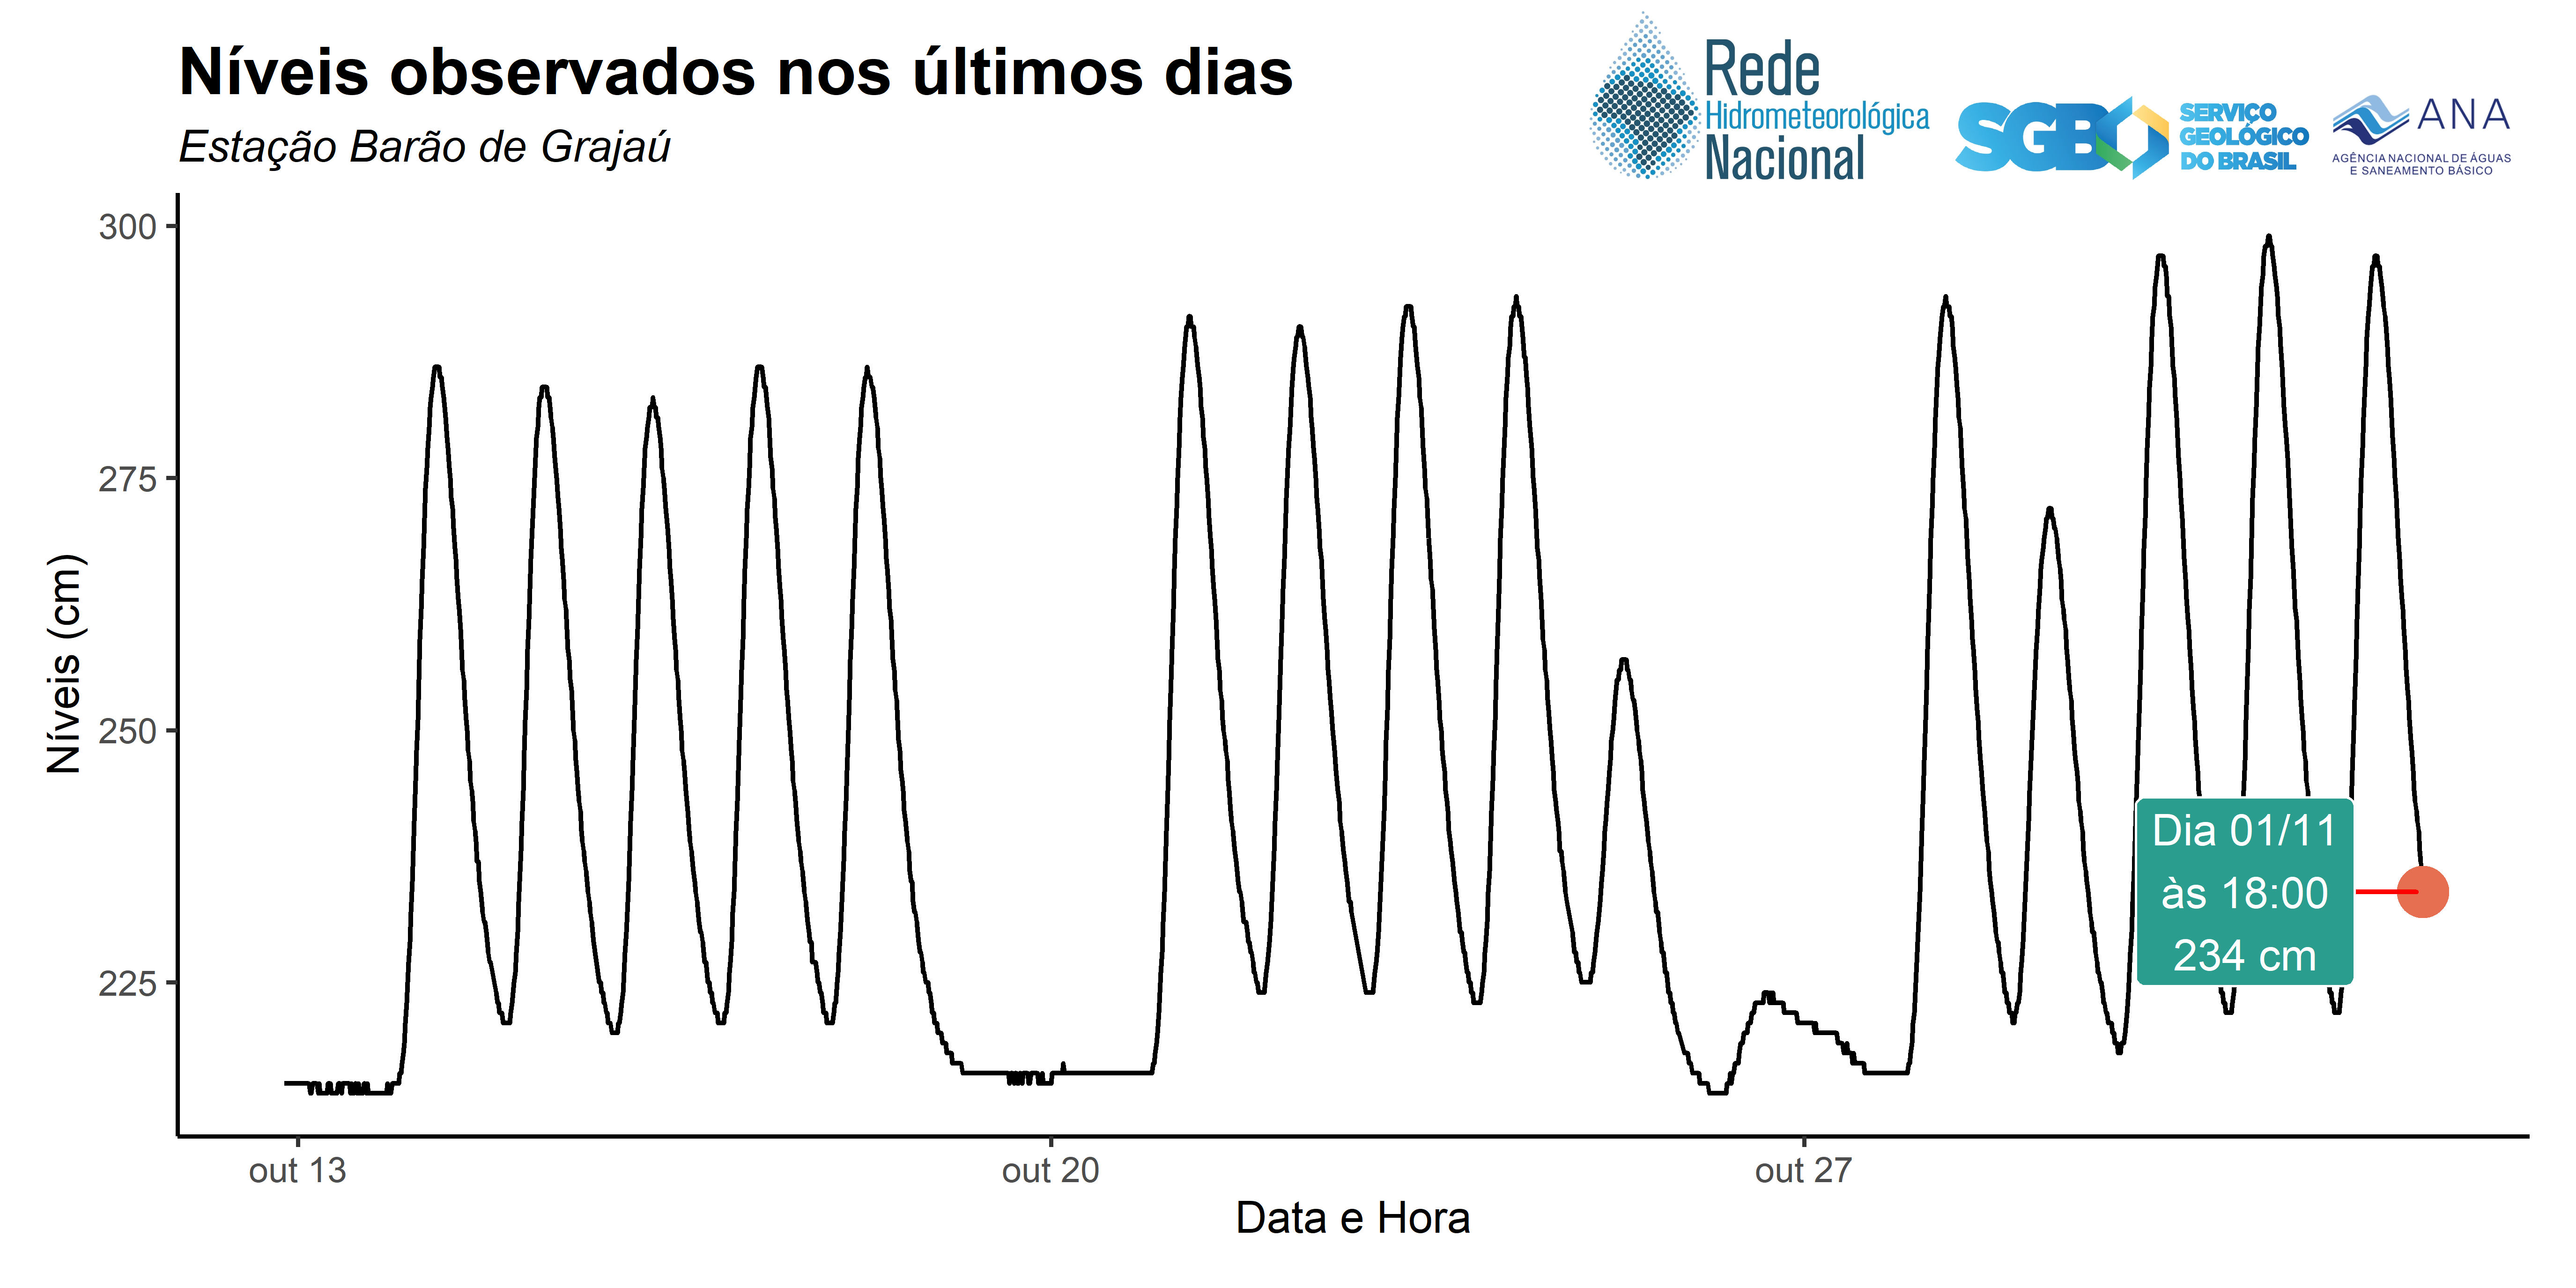 Níveis observados nos últimos dias
Estação Barão de Grajaú
Rede
Hidrometeorológica
Nacional
SGB
SERVIÇO
GEOLÓGICO
DO BRASIL
ANA
AGÊNCIA NACIONAL DE ÁGUAS
E SANEAMENTO BÁSICO
300
275
250
225
Níveis (cm)
Dia 01/11
às 18:00
234 cm
out 13
out 20
out 27
Data e Hora